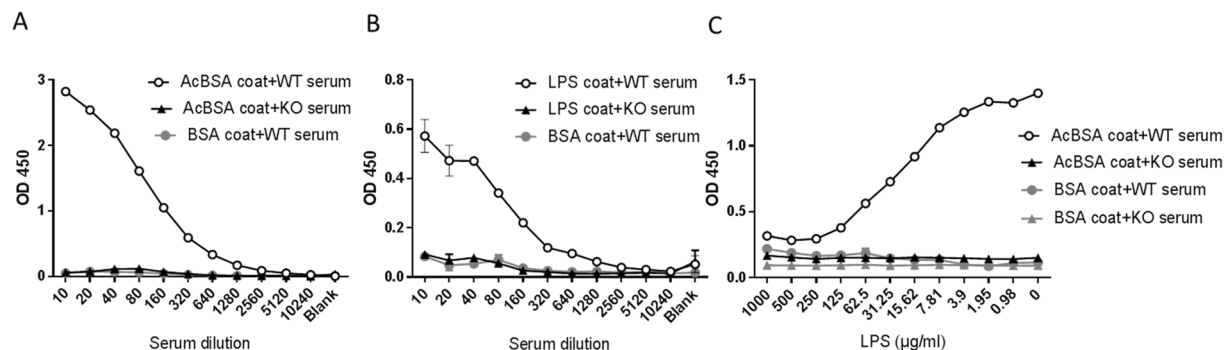 A
3
2
1
0
OD 450
AcBSA coat+WT serum
AcBSA coat+KO serum
BSA coat+WT serum
10
20
40
80
160
320
640
1280
2560
5120
10240
Blank
Serum dilution
B
0.8
0.6
0.4
0.2
0.0
OD 450
LPS coat+WT serum
LPS coat+KO serum
BSA coat+WT serum
10
20
40
80
160
320
640
1280
2560
5120
10240
Blank
Serum dilution
C
1.5
1.0
0.5
0.0
OD 450
AcBSA coat+WT serum
AcBSA coat+KO serum
BSA coat+WT serum
BSA coat+KO serum
1000
500
250
125
62.5
31.25
15.62
7.81
3.9
1.95
0.98
0
LPS (µg/ml)